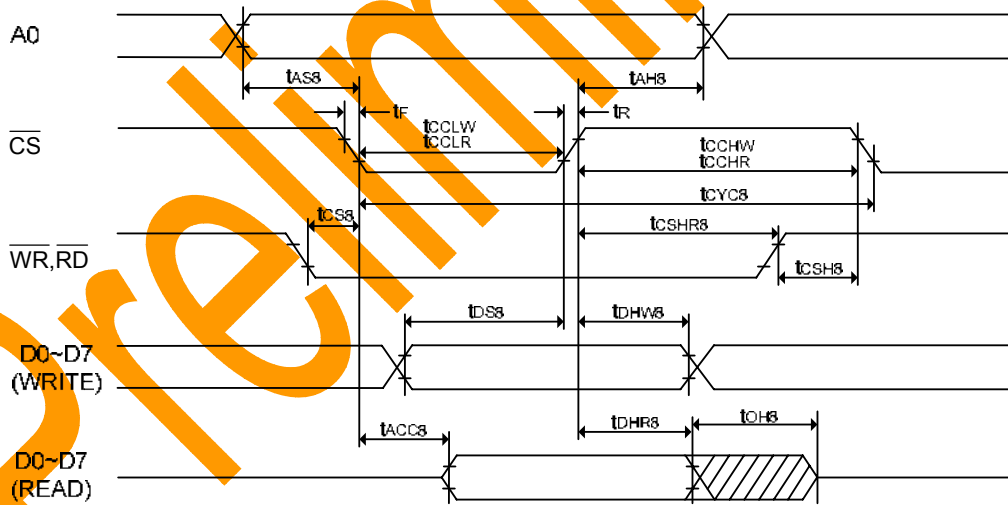 A0
tAS8
tAH8
tF
tR
CS
tCCLW
tCCLR
tCCHW
tCCHR
tCYC8
tCS8
tCSHR8
WR,RD
tCSH8
tDS8
tDHW8
D0~D7
(WRITE)
tACC8
tDHR8
tOH8
D0~D7
(READ)
Prelimi